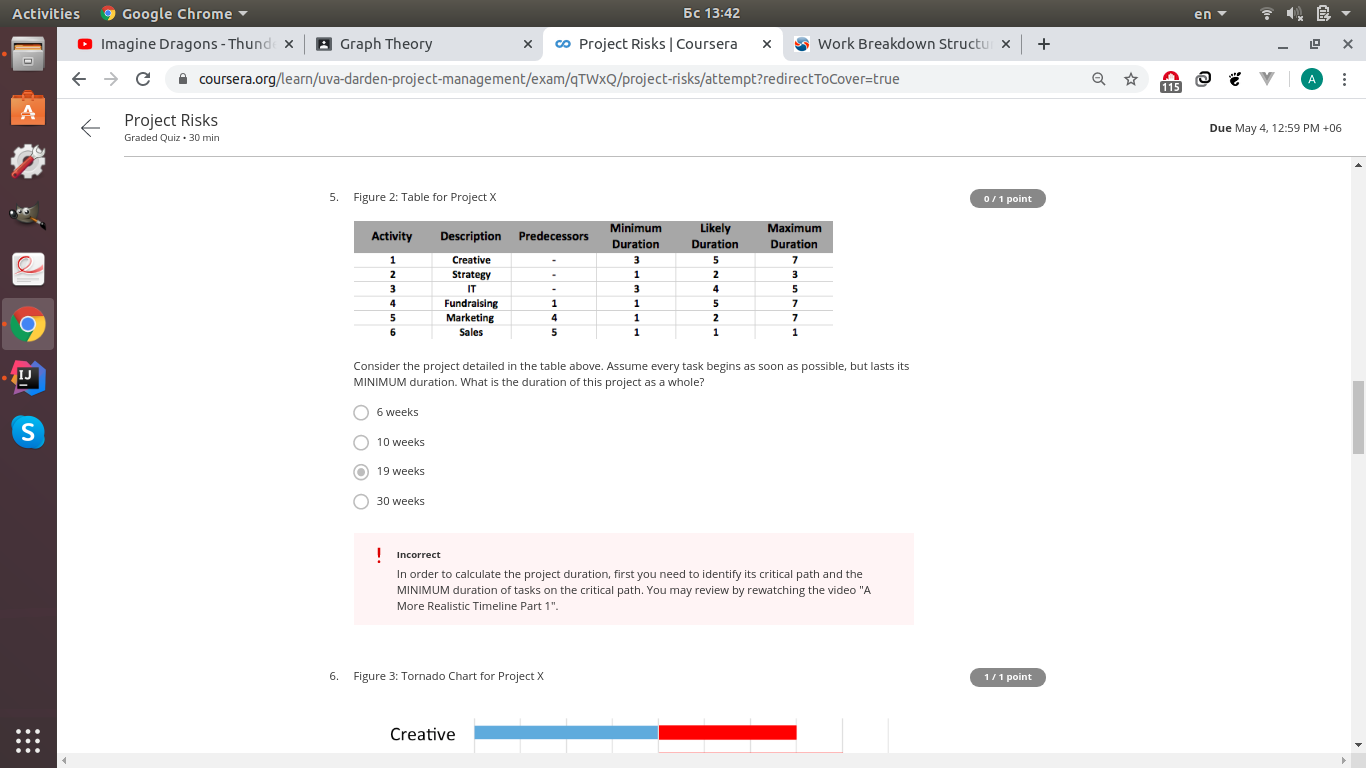 Activities Google Chrome Бс 13:42 en
Imagine Dragons - Thund Graph Theory Project Risks | Coursera Work Breakdown Structu
coursera.org/learn/uva-darden-project-management/exam/qTWxQ/project-risks/attempt?redirectToCover=true 115 A
Project Risks
Graded Quiz • 30 min
Due May 4, 12:59 PM +06
5. Figure 2: Table for Project X 0 / 1 point
Activity Description Predecessors Minimum Duration Likely Duration Maximum Duration
1 Creative - 3 5 7
2 Strategy - 1 2 3
3 IT - 3 4 5
4 Fundraising 1 1 5 7
5 Marketing 4 1 2 7
6 Sales 5 1 1 1
Consider the project detailed in the table above. Assume every task begins as soon as possible, but lasts its
MINIMUM duration. What is the duration of this project as a whole?
6 weeks
10 weeks
19 weeks
30 weeks
! Incorrect
In order to calculate the project duration, first you need to identify its critical path and the
MINIMUM duration of tasks on the critical path. You may review by rewatching the video "A
More Realistic Timeline Part 1".
6. Figure 3: Tornado Chart for Project X 1 / 1 point
Creative
IJ
S